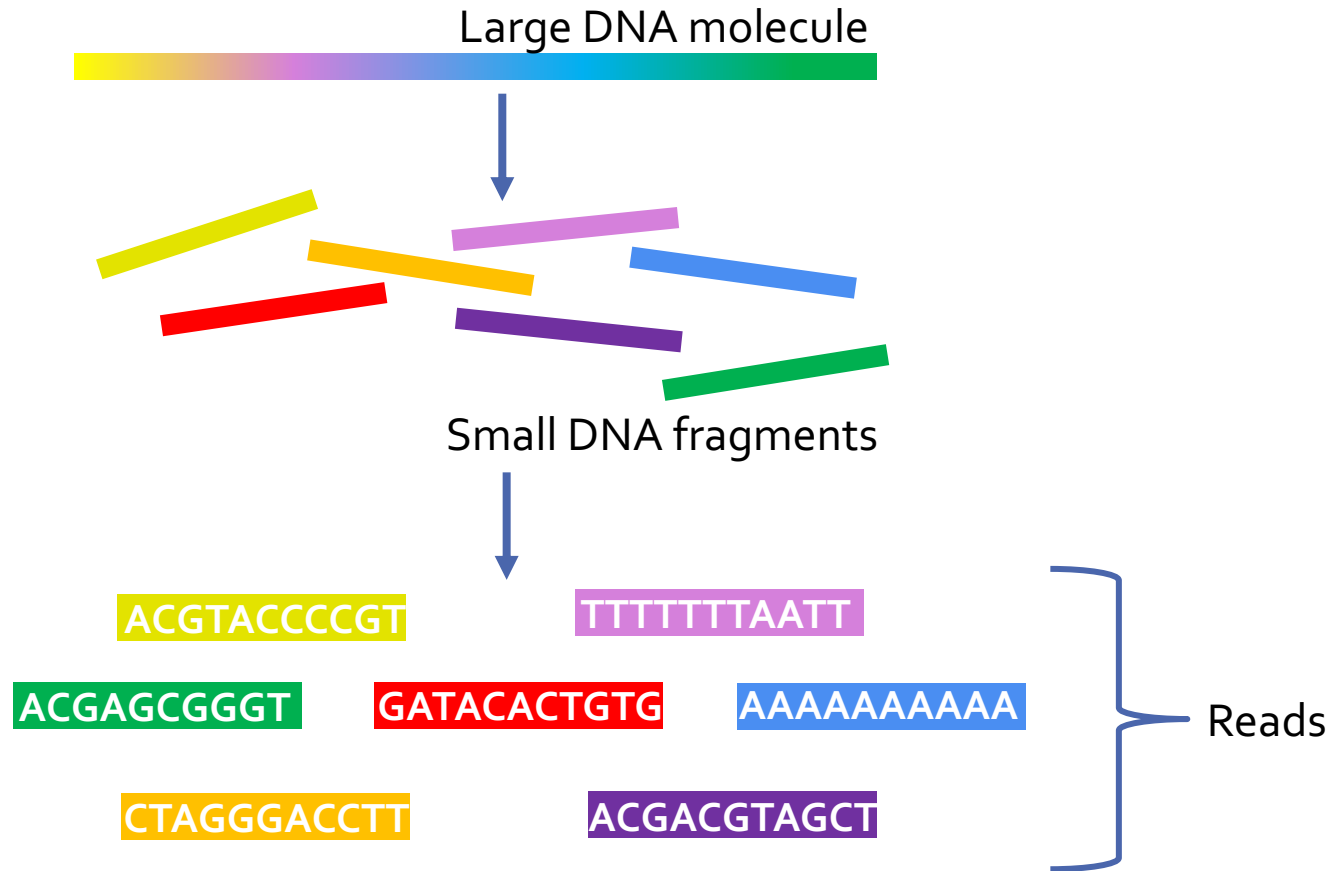 Large DNA molecule
Small DNA fragments
ACGTACCCCGT
TTTTTTTAATT
ACGAGCGGGT
GATACACTGTG
AAAAAAAAAA
Reads
CTAGGGACCTT
ACGACGTAGCT